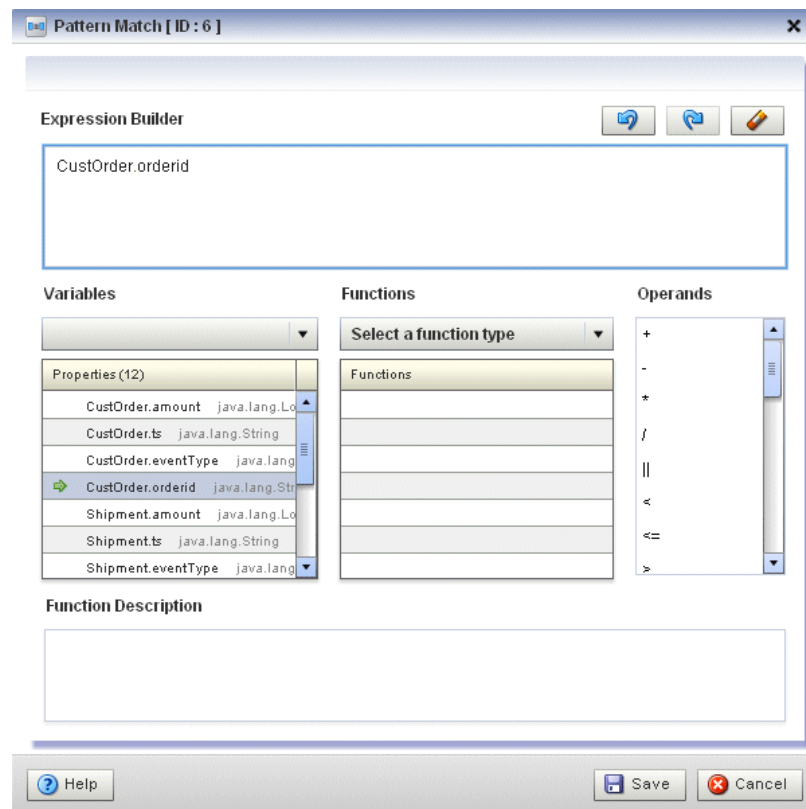 Pattern Match [ ID : 6 ]
Expression Builder
CustOrder.orderid
Variables
Functions
Operands
Select a function type
Properties (12)
Functions
CustOrder.amount java.lang.Lo
CustOrder.ts java.lang.String
CustOrder.eventType java.lang
CustOrder.orderid java.lang.Str
Shipment.amount java.lang.Lo
Shipment.ts java.lang.String
Shipment.eventType java.lang
+
-
*
/
||
<
<=
>
Function Description
Help
Save
Cancel